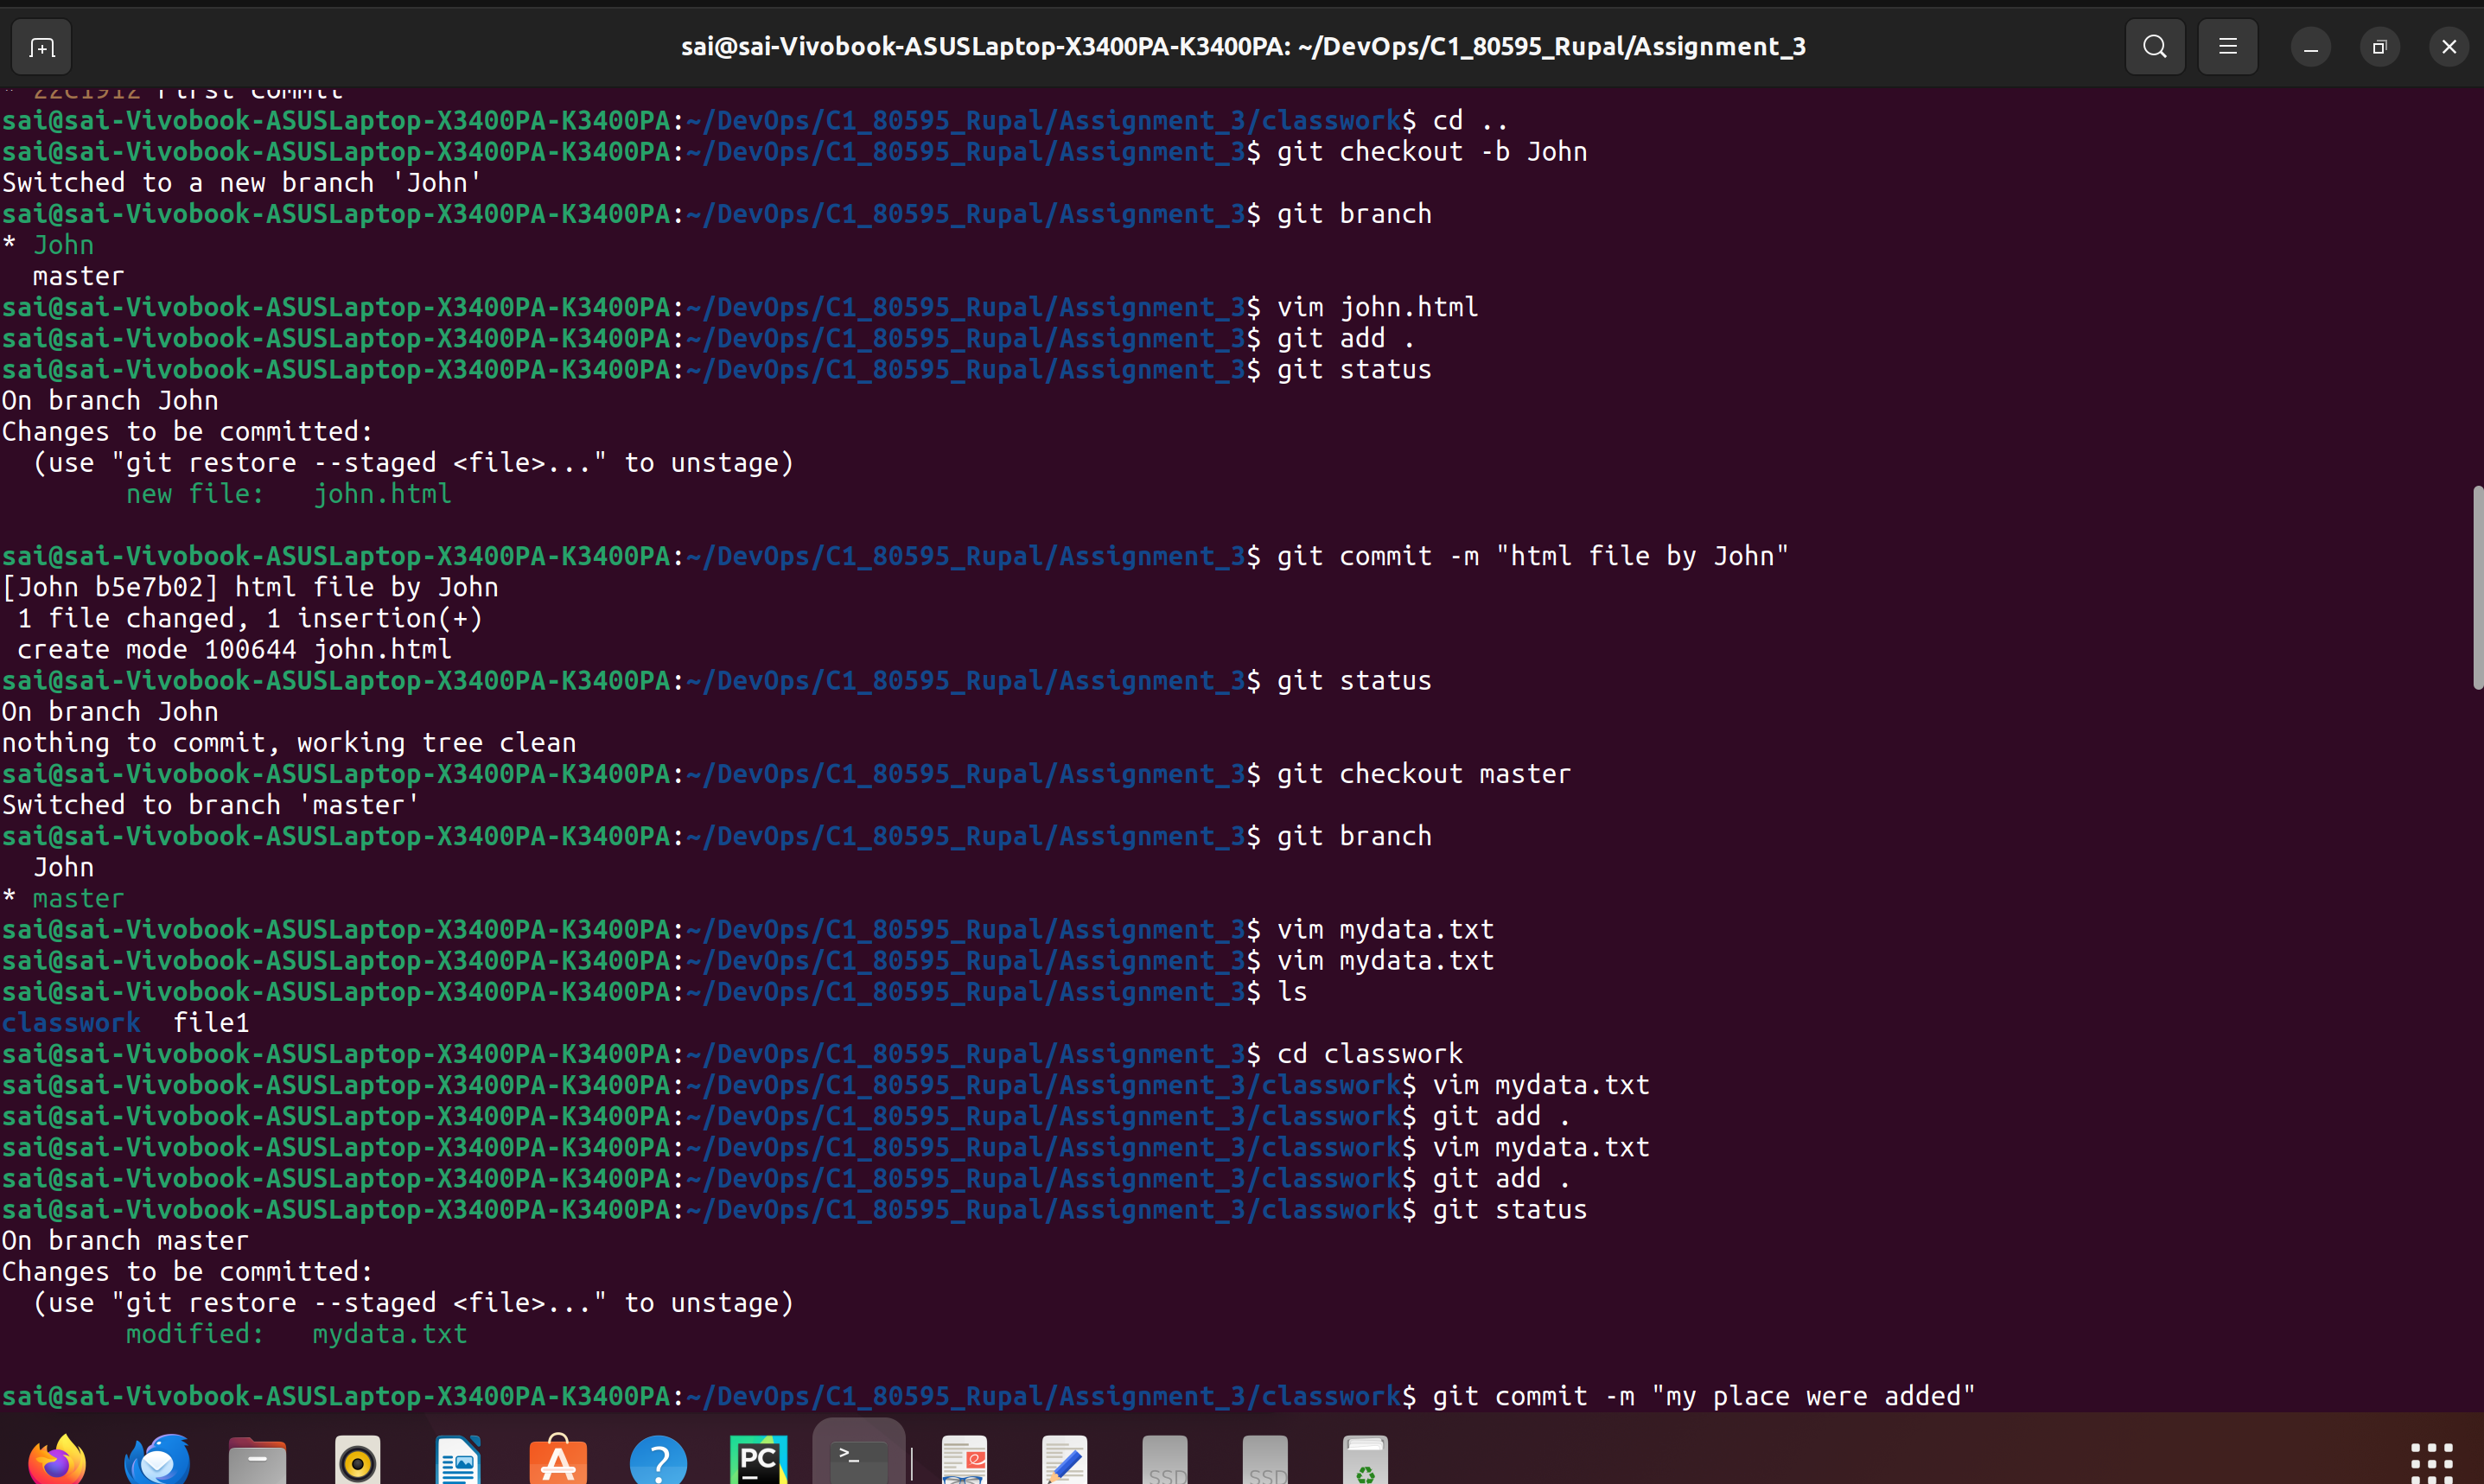 sai@sai-Vivobook-ASUSLaptop-X3400PA-K3400PA: ~/DevOps/C1_80595_Rupal/Assignment_3
* 22c1912 First commit
sai@sai-Vivobook-ASUSLaptop-X3400PA-K3400PA:~/DevOps/C1_80595_Rupal/Assignment_3/classwork$ cd ..
sai@sai-Vivobook-ASUSLaptop-X3400PA-K3400PA:~/DevOps/C1_80595_Rupal/Assignment_3$ git checkout -b John
Switched to a new branch 'John'
sai@sai-Vivobook-ASUSLaptop-X3400PA-K3400PA:~/DevOps/C1_80595_Rupal/Assignment_3$ git branch
* John
  master
sai@sai-Vivobook-ASUSLaptop-X3400PA-K3400PA:~/DevOps/C1_80595_Rupal/Assignment_3$ vim john.html
sai@sai-Vivobook-ASUSLaptop-X3400PA-K3400PA:~/DevOps/C1_80595_Rupal/Assignment_3$ git add .
sai@sai-Vivobook-ASUSLaptop-X3400PA-K3400PA:~/DevOps/C1_80595_Rupal/Assignment_3$ git status
On branch John
Changes to be committed:
  (use "git restore --staged <file>..." to unstage)
        new file:   john.html

sai@sai-Vivobook-ASUSLaptop-X3400PA-K3400PA:~/DevOps/C1_80595_Rupal/Assignment_3$ git commit -m "html file by John"
[John b5e7b02] html file by John
 1 file changed, 1 insertion(+)
 create mode 100644 john.html
sai@sai-Vivobook-ASUSLaptop-X3400PA-K3400PA:~/DevOps/C1_80595_Rupal/Assignment_3$ git status
On branch John
nothing to commit, working tree clean
sai@sai-Vivobook-ASUSLaptop-X3400PA-K3400PA:~/DevOps/C1_80595_Rupal/Assignment_3$ git checkout master
Switched to branch 'master'
sai@sai-Vivobook-ASUSLaptop-X3400PA-K3400PA:~/DevOps/C1_80595_Rupal/Assignment_3$ git branch
  John
* master
sai@sai-Vivobook-ASUSLaptop-X3400PA-K3400PA:~/DevOps/C1_80595_Rupal/Assignment_3$ vim mydata.txt
sai@sai-Vivobook-ASUSLaptop-X3400PA-K3400PA:~/DevOps/C1_80595_Rupal/Assignment_3$ vim mydata.txt
sai@sai-Vivobook-ASUSLaptop-X3400PA-K3400PA:~/DevOps/C1_80595_Rupal/Assignment_3$ ls
classwork  file1
sai@sai-Vivobook-ASUSLaptop-X3400PA-K3400PA:~/DevOps/C1_80595_Rupal/Assignment_3$ cd classwork
sai@sai-Vivobook-ASUSLaptop-X3400PA-K3400PA:~/DevOps/C1_80595_Rupal/Assignment_3/classwork$ vim mydata.txt
sai@sai-Vivobook-ASUSLaptop-X3400PA-K3400PA:~/DevOps/C1_80595_Rupal/Assignment_3/classwork$ git add .
sai@sai-Vivobook-ASUSLaptop-X3400PA-K3400PA:~/DevOps/C1_80595_Rupal/Assignment_3/classwork$ vim mydata.txt
sai@sai-Vivobook-ASUSLaptop-X3400PA-K3400PA:~/DevOps/C1_80595_Rupal/Assignment_3/classwork$ git add .
sai@sai-Vivobook-ASUSLaptop-X3400PA-K3400PA:~/DevOps/C1_80595_Rupal/Assignment_3/classwork$ git status
On branch master
Changes to be committed:
  (use "git restore --staged <file>..." to unstage)
        modified:   mydata.txt

sai@sai-Vivobook-ASUSLaptop-X3400PA-K3400PA:~/DevOps/C1_80595_Rupal/Assignment_3/classwork$ git commit -m "my place were added"
PC
>_
SSD
SSD